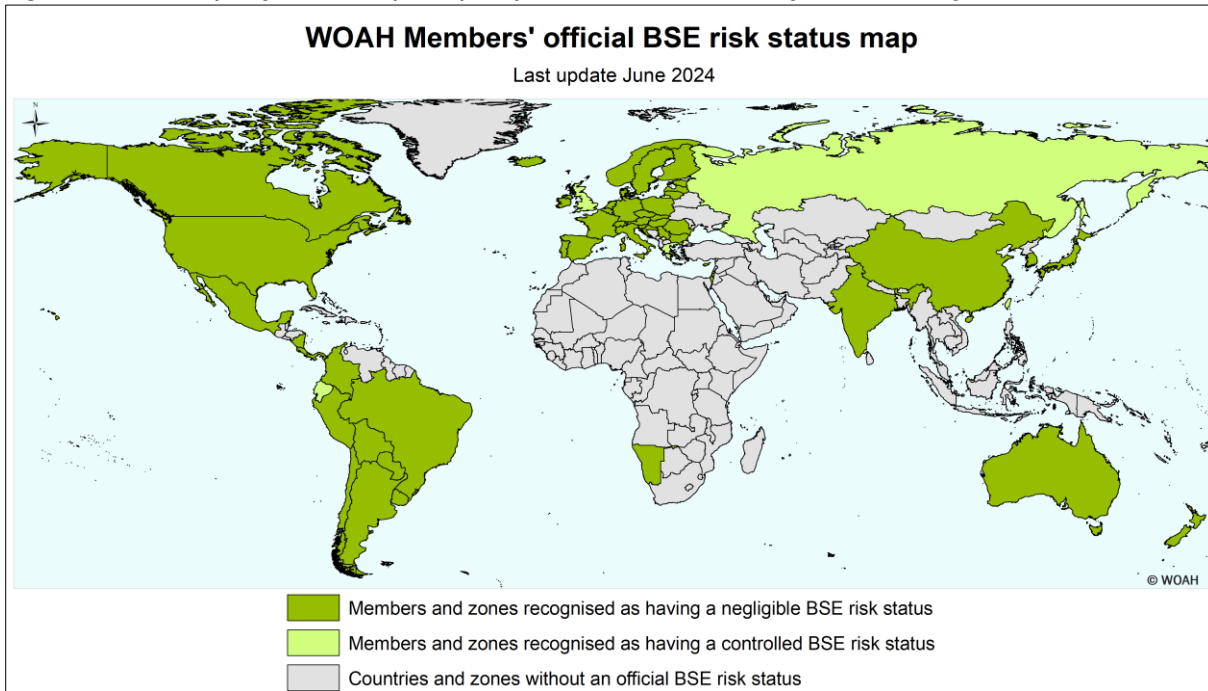 WOAH Members' official BSE risk status map
Last update June 2024
N
© WOAH
Members and zones recognised as having a negligible BSE risk status
Members and zones recognised as having a controlled BSE risk status
Countries and zones without an official BSE risk status